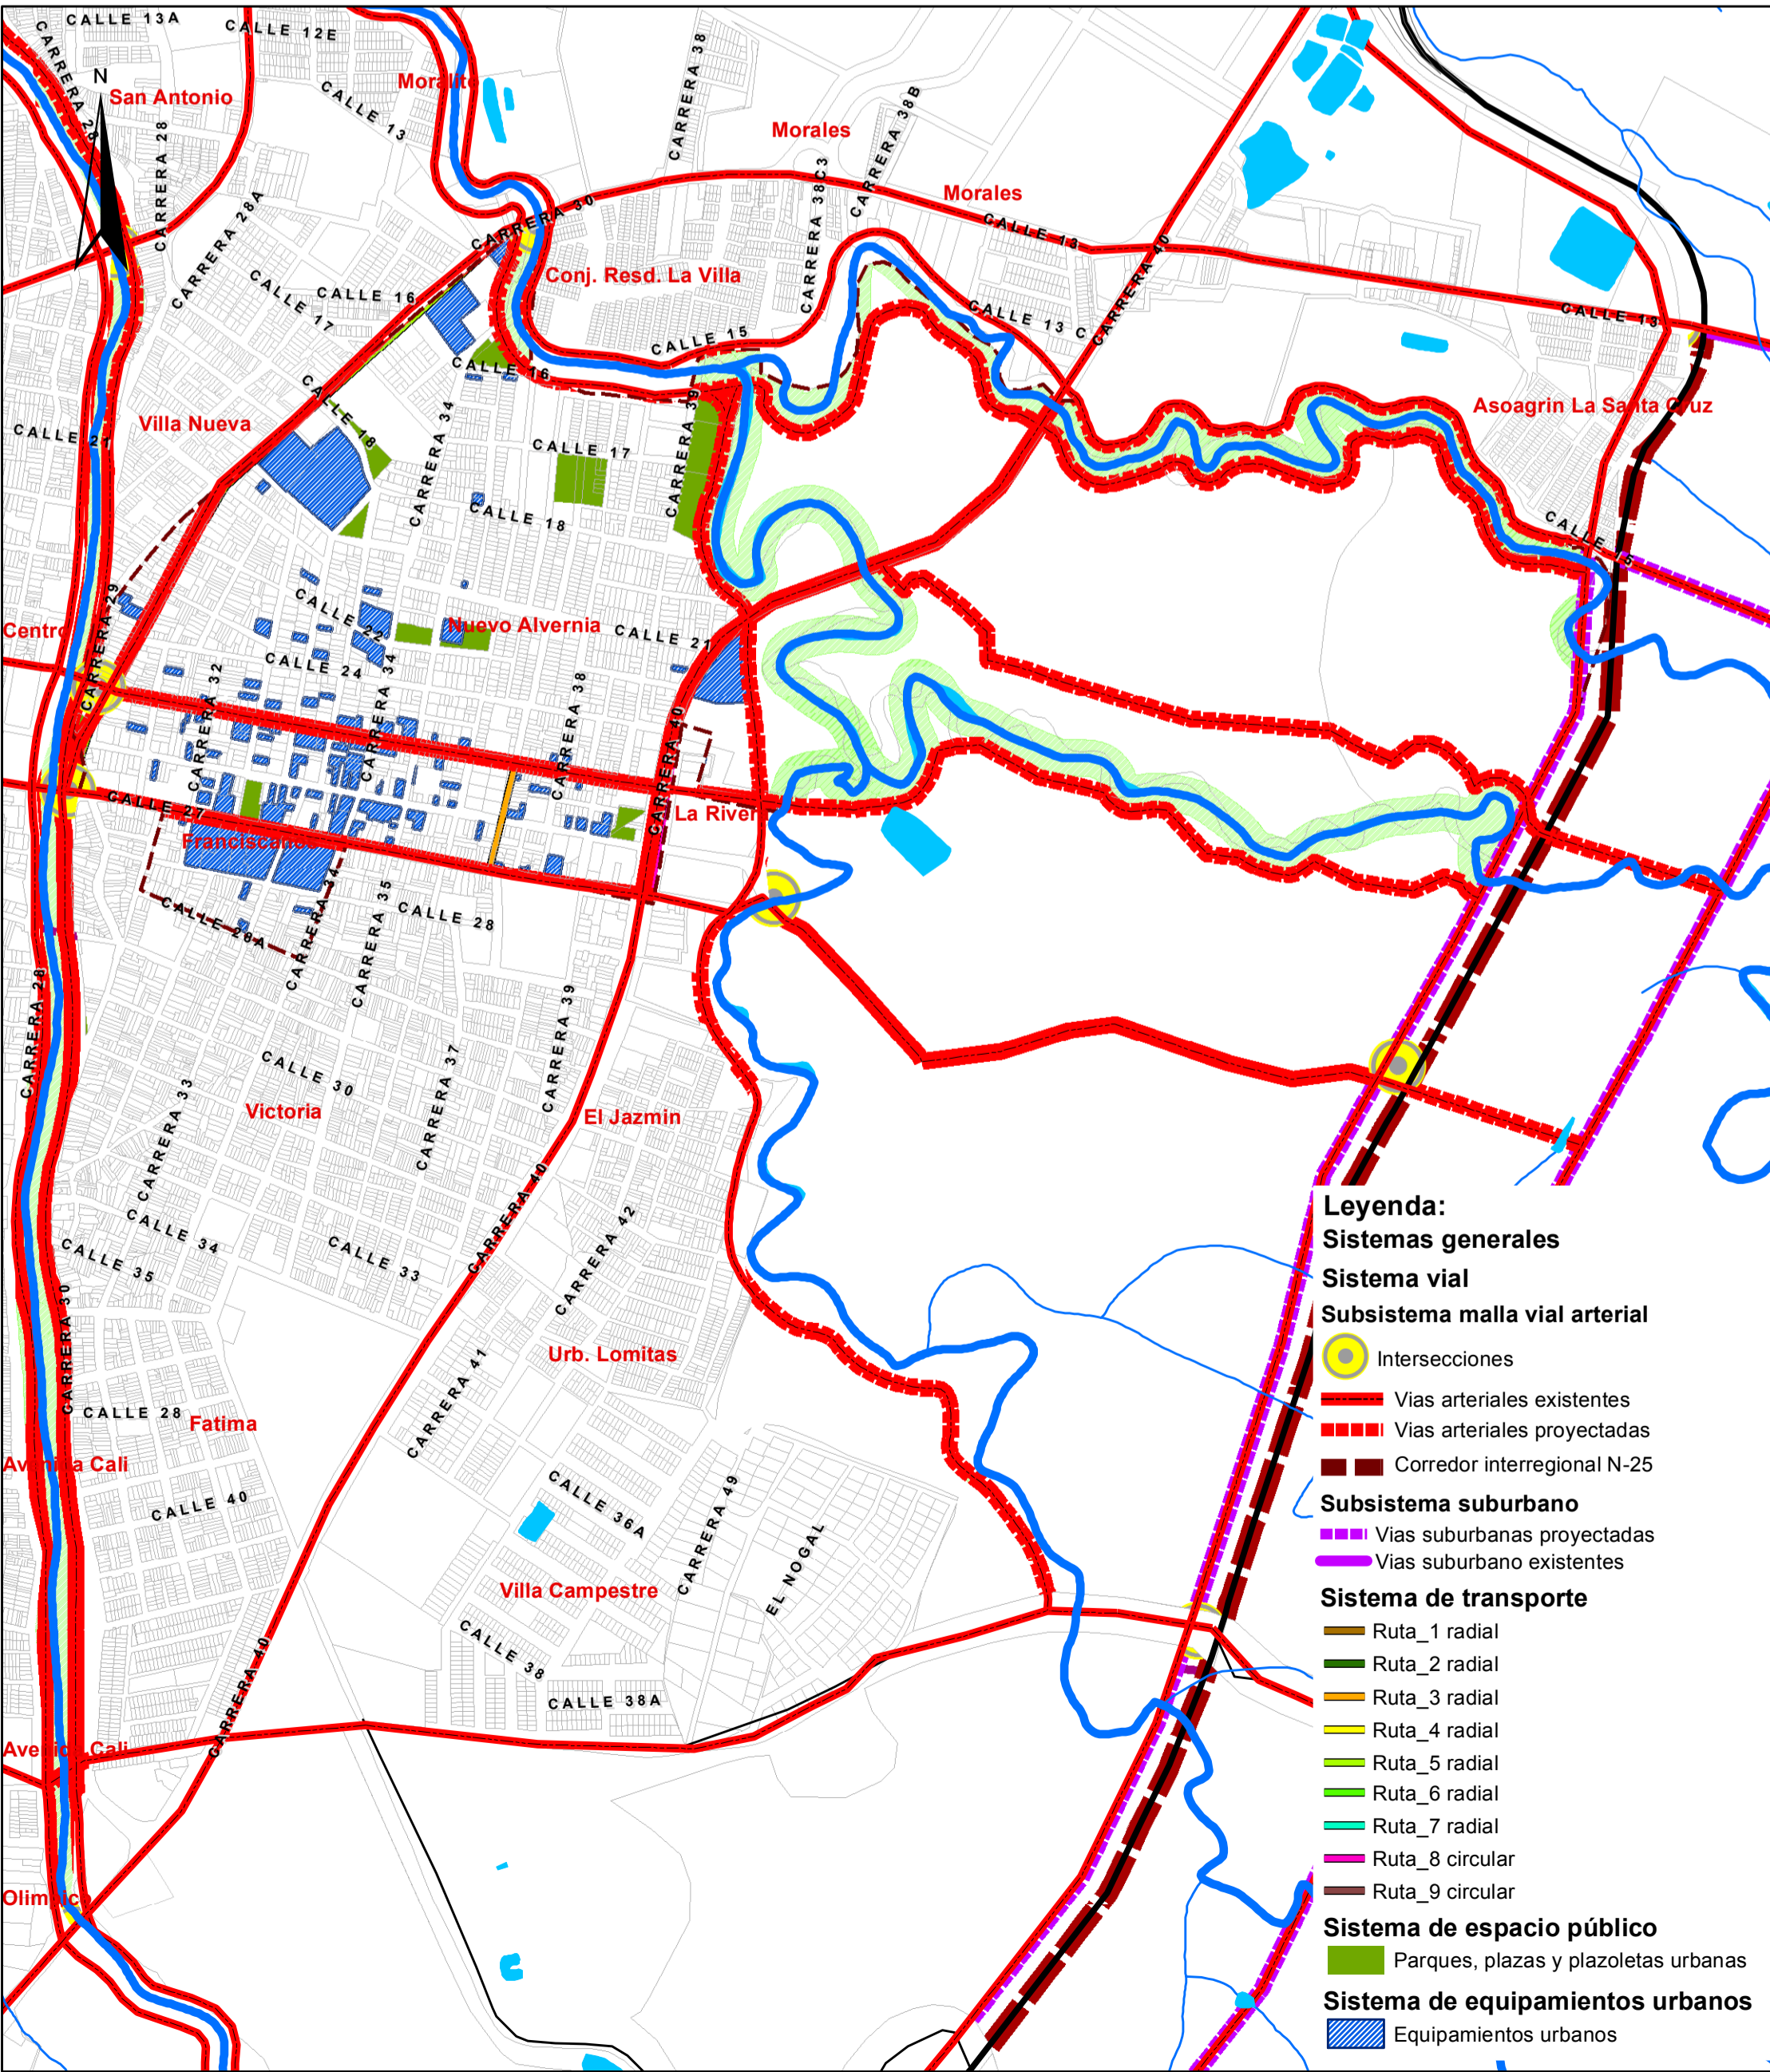 CALLE 13A
CALLE 12E
CARRERA 28
N
San Antonio
CARRERA 28
CALLE 13
CARRERA 38
Morales
CARRERA 38B
CARRERA 28A
CARRERA 38C3
Morales
CARRERA 30
CALLE 13
CARRERA 40
CALLE 17
CALLE 16
Conj. Resd. La Villa
CALLE 13
C
CALLE 13
CALLE 15
CALLE 16
CALLE 18
Villa Nueva
CALLE 21
CARRERA 34
CALLE 17
CARRERA 39
CALLE 18
Asoagrin La Santa Cruz
CALLE 15
CARRERA 29
CALLE 22
Nuevo Alvernia
CALLE 21
Centro
CALLE 24
CARRERA 32
CARRERA 34
CARRERA 38
CARRERA 40
CALLE 27
La Rivera
CARRERA 34
CARRERA 35
CALLE 28
CALLE 28A
CARRERA 28
CARRERA 39
CALLE 30
CARRERA 37
CARRERA 33
Victoria
El Jazmin
CARRERA 40
CARRERA 42
CALLE 34
CALLE 33
CALLE 35
CARRERA 30
Urb. Lomitas
CARRERA 41
CALLE 28
Fatima
Avenida Cali
CALLE 40
CALLE 36A
CARRERA 49
EL NOGAL
Villa Campestre
CALLE 38
CALLE 38A
CARRERA 40
Avenida Cali
Olimpico
Leyenda:
Sistemas generales
Sistema vial
Subsistema malla vial arterial
Intersecciones
Vias arteriales existentes
Vias arteriales proyectadas
Corredor interregional N-25
Subsistema suburbano
Vias suburbanas proyectadas
Vias suburbano existentes
Sistema de transporte
Ruta_1 radial
Ruta_2 radial
Ruta_3 radial
Ruta_4 radial
Ruta_5 radial
Ruta_6 radial
Ruta_7 radial
Ruta_8 circular
Ruta_9 circular
Sistema de espacio público
Parques, plazas y plazoletas urbanas
Sistema de equipamientos urbanos
Equipamientos urbanos